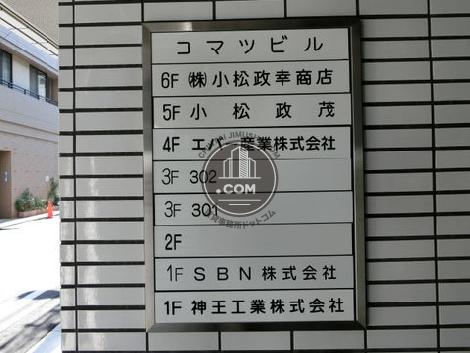 コマツビル
6F ㈱小松政幸商店
5F 小松政茂
4F エバー産業株式会社
3F 302
3F 301
2F
1F SBN株式会社
1F 神王工業株式会社
.COM